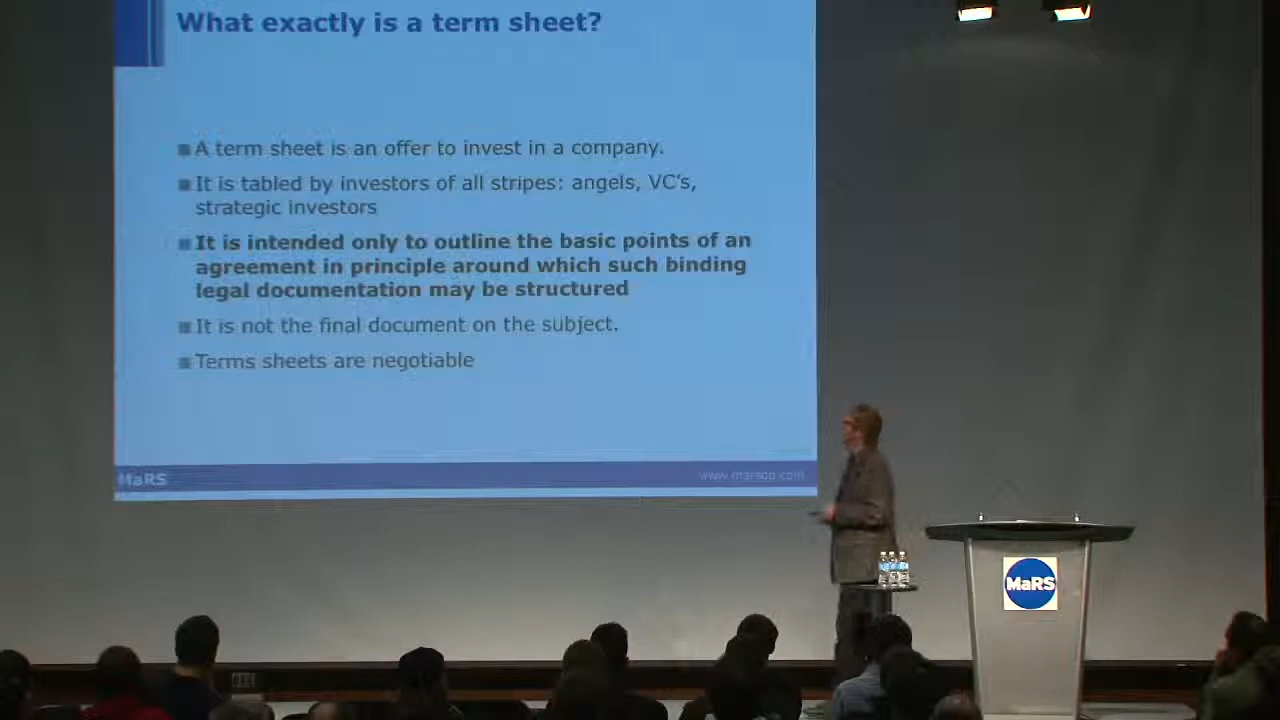 What exactly is a term sheet?
A term sheet is an offer to invest in a company.
It is tabled by investors of all stripes: angels, VC's,
strategic investors
It is intended only to outline the basic points of an
agreement in principle around which such binding
legal documentation may be structured
It is not the final document on the subject.
Terms sheets are negotiable
MaRS
www.marsdd.com
MaRS